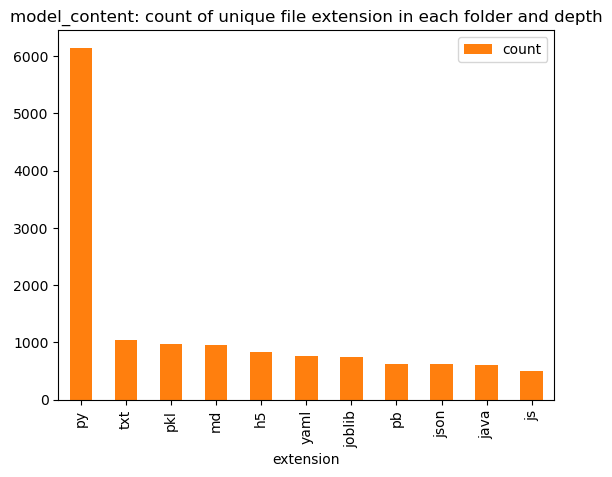 model_content: count of unique file extension in each folder and depth
count
6000
5000
4000
3000
2000
1000
0
py
txt
pkl
md
h5
yaml
joblib
pb
json
java
js
extension